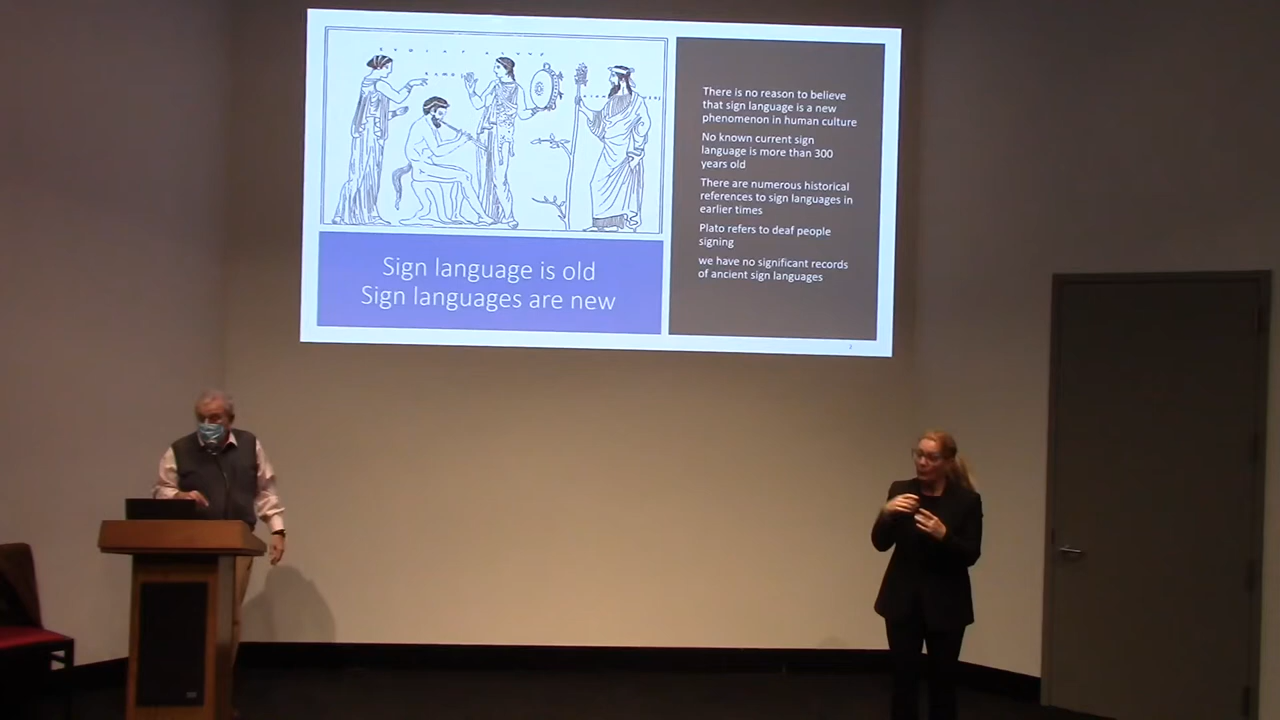 Sign language is old
Sign languages are new
There is no reason to believe
that sign language is a new
phenomenon in human culture
No known current sign
language is more than 300
years old
There are numerous historical
references to sign languages in
earlier times
Plato refers to deaf people
signing
we have no significant records
of ancient sign languages
2